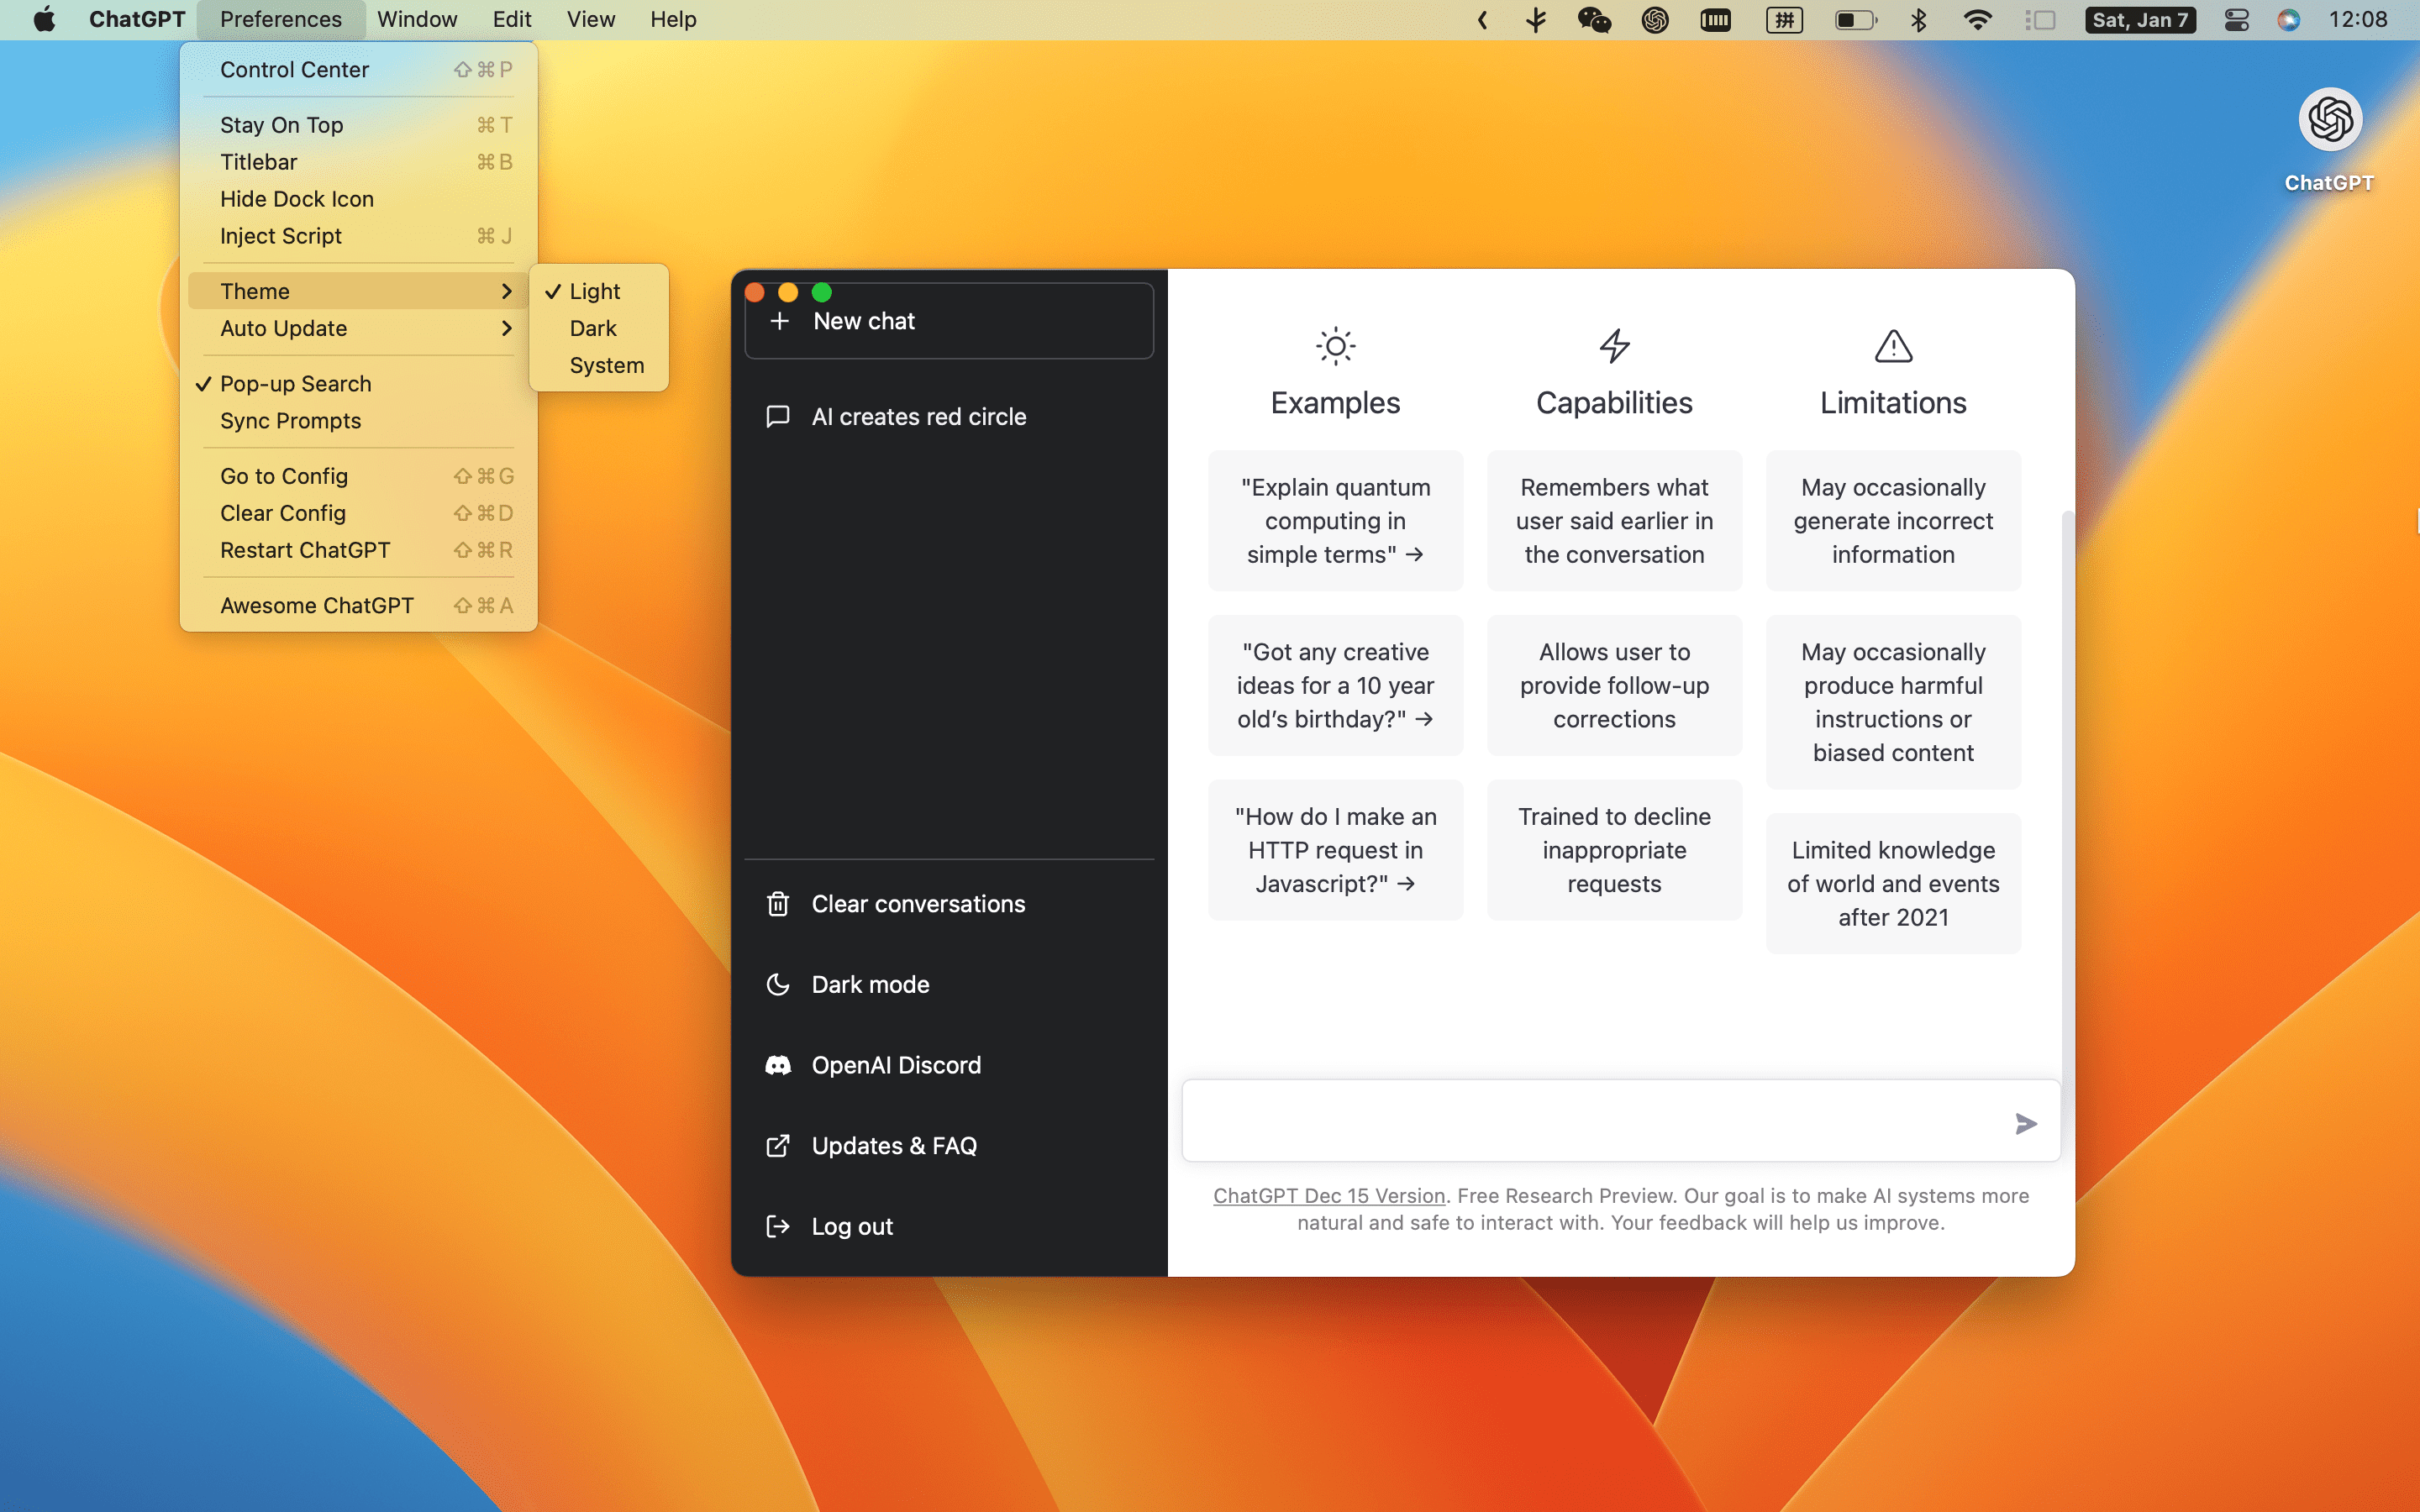 ChatGPT Preferences Window Edit View Help
拼 Sat, Jan 7 12:08
Control Center ⇧⌘P
Stay On Top ⌘T
Titlebar ⌘B
Hide Dock Icon
Inject Script ⌘J
Theme
Auto Update
✓ Pop-up Search
Sync Prompts
Go to Config ⇧⌘G
Clear Config ⇧⌘D
Restart ChatGPT ⇧⌘R
Awesome ChatGPT ⇧⌘A
✓ Light
Dark
System
ChatGPT
+ New chat
AI creates red circle
Clear conversations
Dark mode
OpenAI Discord
Updates & FAQ
Log out
Examples
"Explain quantum
computing in
simple terms" →
"Got any creative
ideas for a 10 year
old’s birthday?" →
"How do I make an
HTTP request in
Javascript?" →
Capabilities
Remembers what
user said earlier in
the conversation
Allows user to
provide follow-up
corrections
Trained to decline
inappropriate
requests
Limitations
May occasionally
generate incorrect
information
May occasionally
produce harmful
instructions or
biased content
Limited knowledge
of world and events
after 2021
ChatGPT Dec 15 Version. Free Research Preview. Our goal is to make AI systems more
natural and safe to interact with. Your feedback will help us improve.